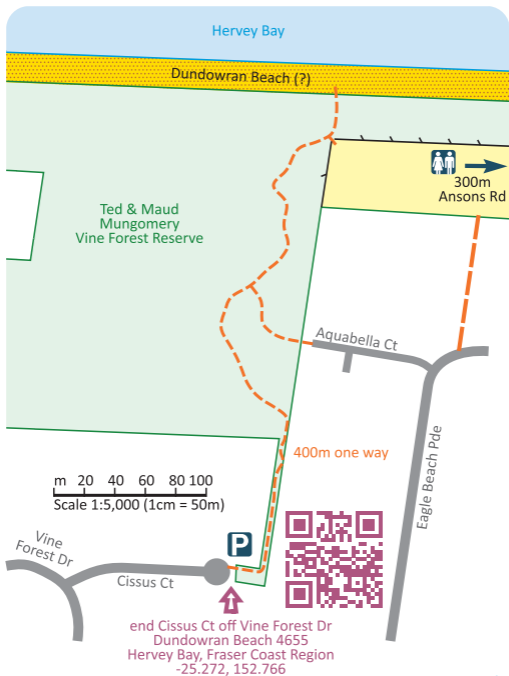 Hervey Bay
Dundowran Beach (?)
300m
Ansons Rd
Ted & Maud
Mungomery
Vine Forest Reserve
Aquabella Ct
400m one way
Eagle Beach Pde
m 20 40 60 80 100
Scale 1:5,000 (1cm = 50m)
P
Vine
Forest Dr
Cissus Ct
end Cissus Ct off Vine Forest Dr
Dundowran Beach 4655
Hervey Bay, Fraser Coast Region
-25.272, 152.766